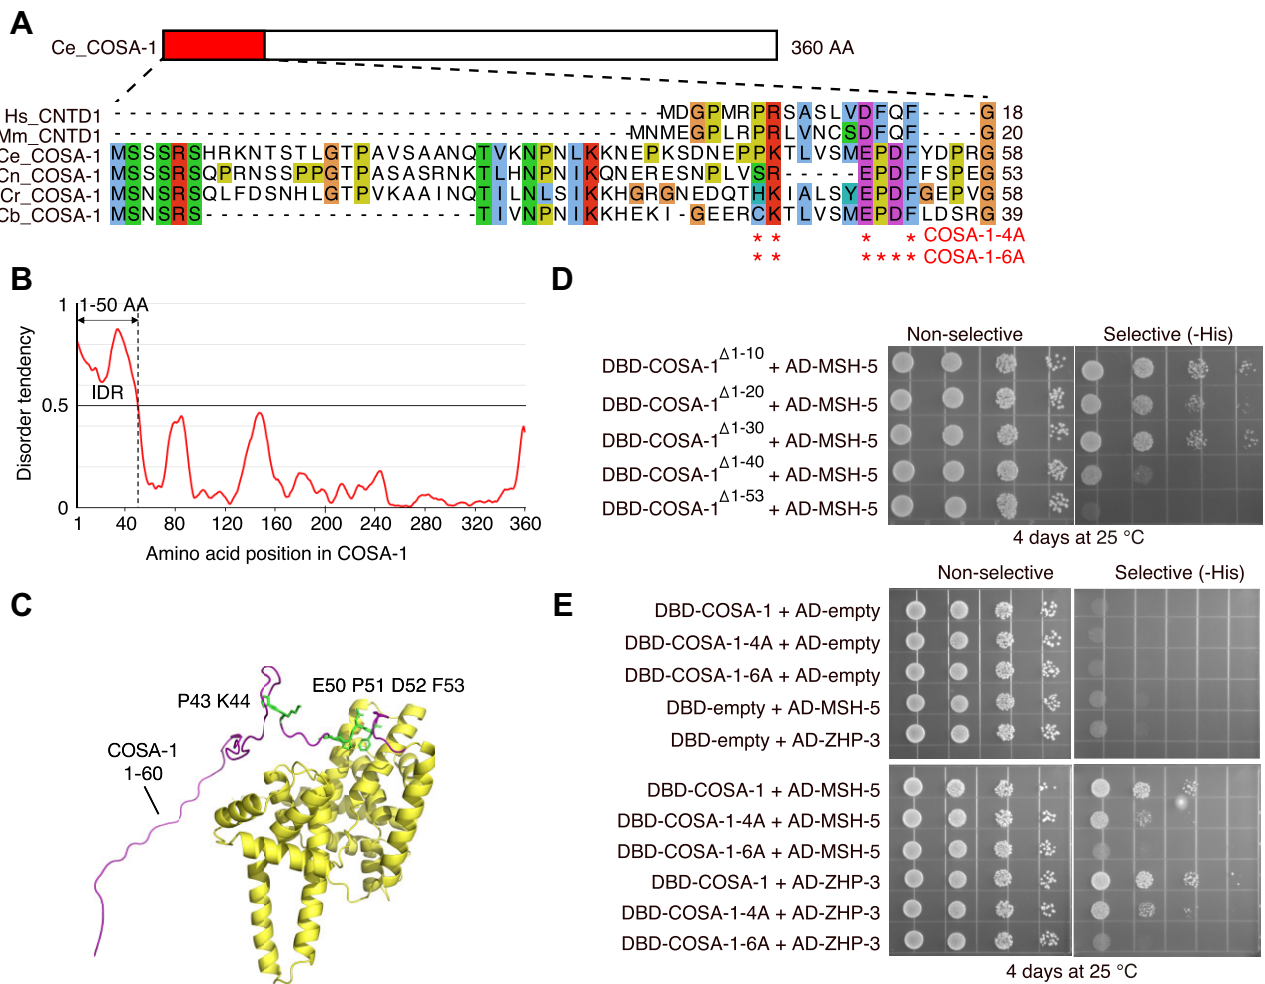 A
Ce_COSA-1
360 AA
Hs_CNTD1 - - - - - - - - - - - - - - - - - - - - - - - - - - - - - - - - - - - - MDGPMRPRSASLVDFQF - - - - G 18
Mm_CNTD1 - - - - - - - - - - - - - - - - - - - - - - - - - - - - - - - - - - MNMEGPLRPRLVNCSDFQF - - - - G 20
Ce_COSA-1 MSSSRSHRKNTSTLGTPAVSAANQTVKNPNLKKNEPKSDNEPPKTLVSMEPDFYDPRG 58
Cn_COSA-1 MSSSRSQPRNSSPPGTPASASRNKTLHNPNIKQNERESNPLVSR - - - - - EPDFFSPEG 53
Cr_COSA-1 MSNSRSQLFDSNHLGTPVKAAINQTINLNLSIKKHGRGNEDQTHKIALSYEPDFGEPVG 58
Cb_COSA-1 MSNSRS - - - - - - - - - - - - - - - - - - TIVNPNIKKHEKI - GEERCKTLVSMEPDFLDSRG 39
* * * * COSA-1-4A
* * * * * * COSA-1-6A
B
1
1-50 AA
IDR
0.5
0
Disorder tendency
1 40 80 120 160 200 240 280 320 360
Amino acid position in COSA-1
C
P43 K44
E50 P51 D52 F53
COSA-1
1-60
D
Non-selective Selective (-His)
DBD-COSA-1Δ1-10 + AD-MSH-5
DBD-COSA-1Δ1-20 + AD-MSH-5
DBD-COSA-1Δ1-30 + AD-MSH-5
DBD-COSA-1Δ1-40 + AD-MSH-5
DBD-COSA-1Δ1-53 + AD-MSH-5
4 days at 25 °C
E
Non-selective Selective (-His)
DBD-COSA-1 + AD-empty
DBD-COSA-1-4A + AD-empty
DBD-COSA-1-6A + AD-empty
DBD-empty + AD-MSH-5
DBD-empty + AD-ZHP-3
DBD-COSA-1 + AD-MSH-5
DBD-COSA-1-4A + AD-MSH-5
DBD-COSA-1-6A + AD-MSH-5
DBD-COSA-1 + AD-ZHP-3
DBD-COSA-1-4A + AD-ZHP-3
DBD-COSA-1-6A + AD-ZHP-3
4 days at 25 °C